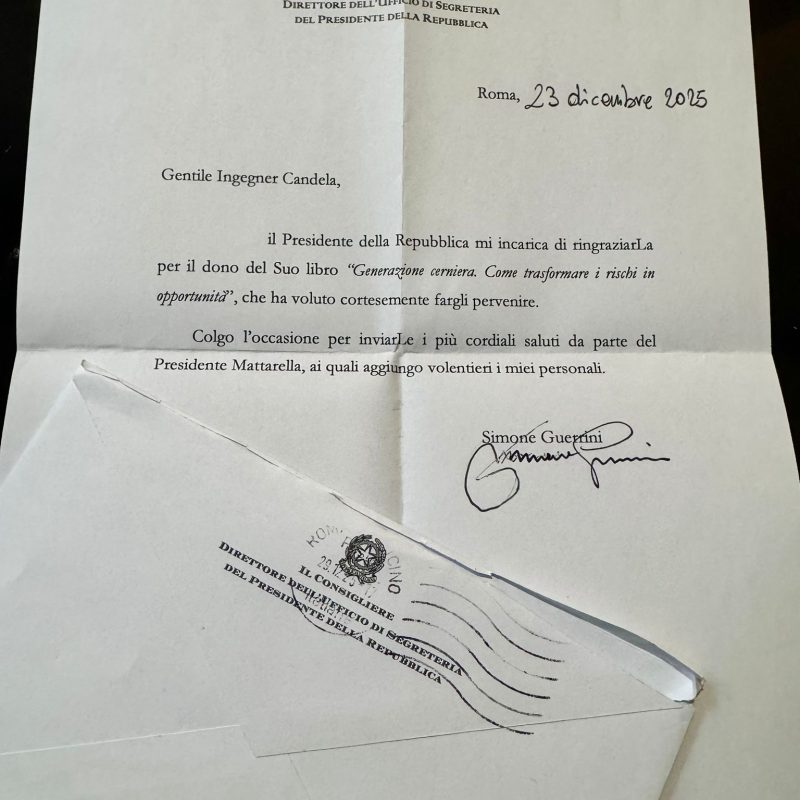 DIRETTORE DELL'UFFICIO DI SEGRETERIA
DEL PRESIDENTE DELLA REPUBBLICA
Roma, 23 dicembre 2025
Gentile Ingegner Candela,
il Presidente della Repubblica mi incarica di ringraziarLa
per il dono del Suo libro “Generazione cerniera. Come trasformare i rischi in
opportunità”, che ha voluto cortesemente fargli pervenire.
Colgo l'occasione per inviarLe i più cordiali saluti da parte del
Presidente Mattarella, ai quali aggiungo volentieri i miei personali.
Simone Guerrini
IL CONSIGLIERE
DIRETTORE DELL'UFFICIO DI SEGRETERIA
DEL PRESIDENTE DELLA REPUBBLICA